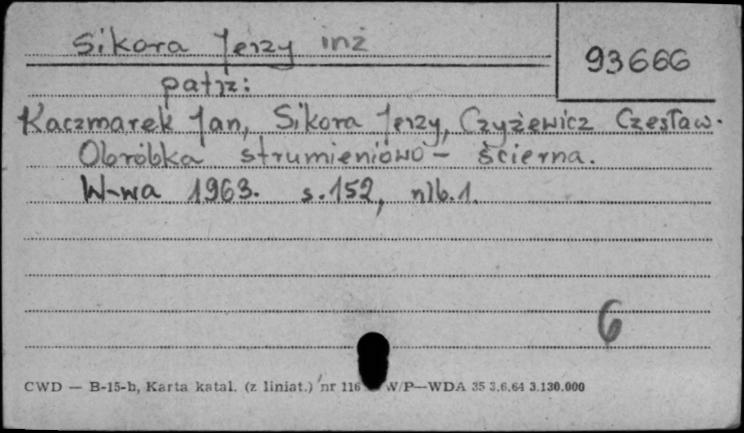 Sikora Jerzy inż
93666
patrz:
Kaczmarek Jan, Sikora Jerzy, Czyżewicz Czesław.
Obróbka strumieniowo – ścierna.
W-wa 1963. s. 152, nlb. 1.
6
CWD — B-15-b, Karta katal. (z liniat.) nr 116 W/P—WDA 35 3.6.64 3.130.000